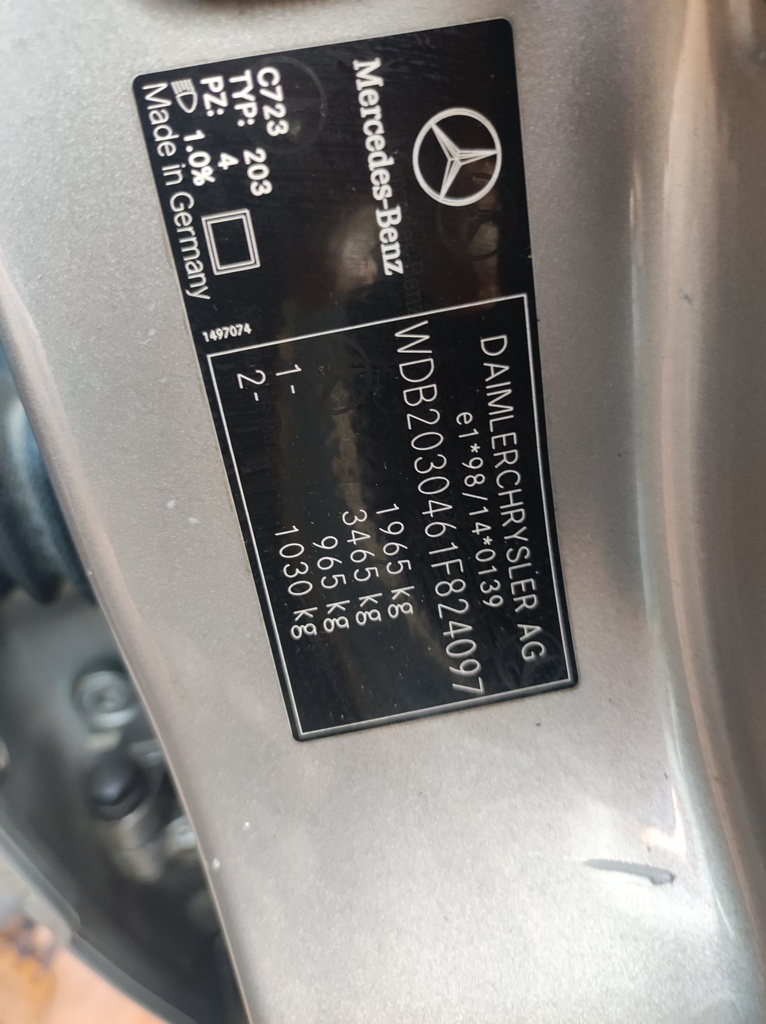 Mercedes-Benz
C723
TYP: 203
PZ: 4
1.0%
Made in Germany
1497074
DAIMLERCHRYSLER AG
e1*98/14*0139
WDB2030461F824097
1965 kg
3465 kg
1- 965 kg
2- 1030 kg